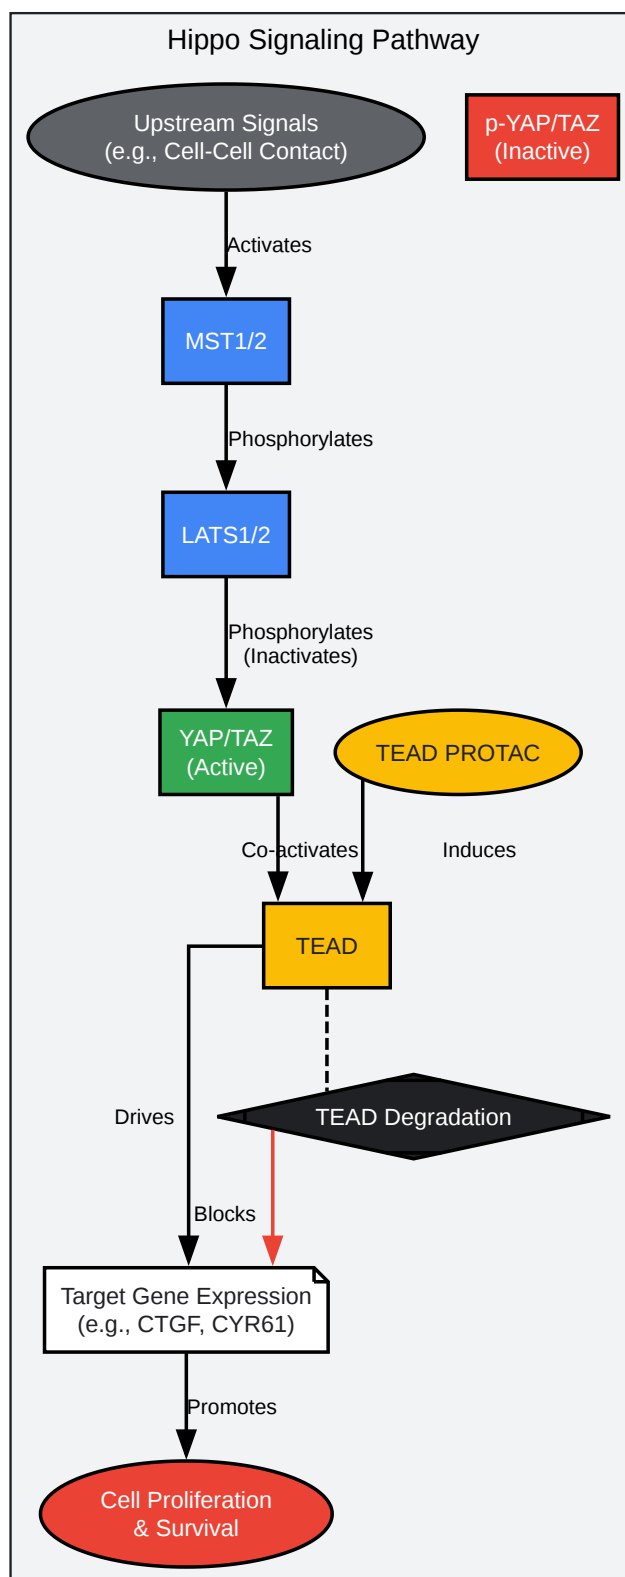 Hippo Signaling Pathway
Upstream Signals
(e.g., Cell-Cell Contact)
p-YAP/TAZ
(Inactive)
Activates
MST1/2
Phosphorylates
LATS1/2
Phosphorylates
(Inactivates)
YAP/TAZ
(Active)
TEAD PROTAC
Co-activates
Induces
TEAD
Drives
TEAD Degradation
Blocks
Target Gene Expression
(e.g., CTGF, CYR61)
Promotes
Cell Proliferation
& Survival